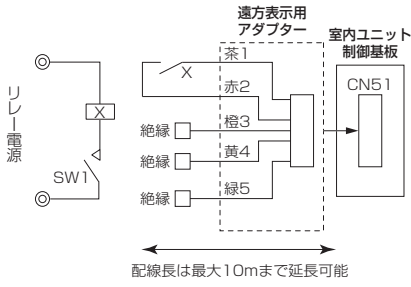 遠方表示用
アダプター
室内ユニット
制御基板
CN51
茶1
X
赤2
リレー電源
X
絶縁
橙3
絶縁
黄4
SW1
絶縁
緑5
配線長は最大10mまで延長可能